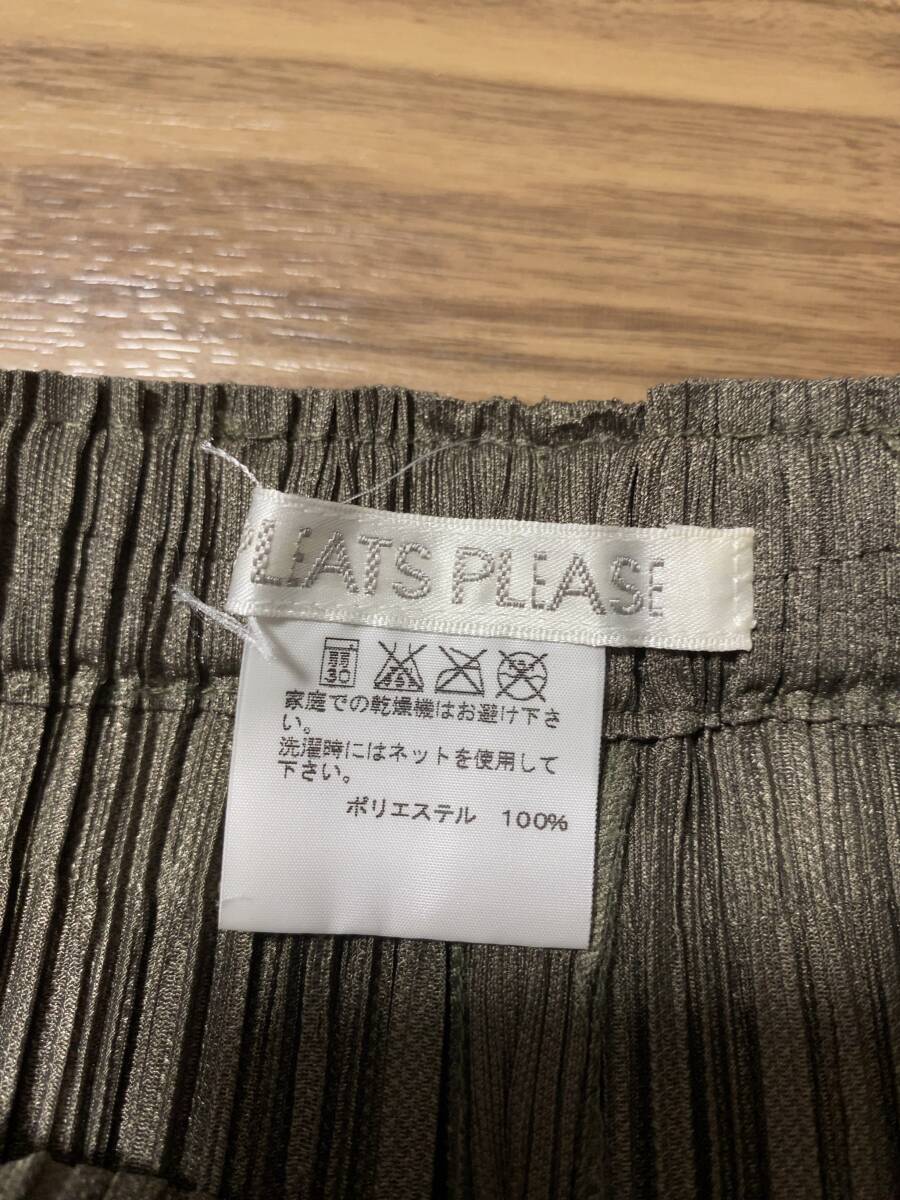 PLEATS PLEASE
弱
30
家庭での乾燥機はお避け下さ
い。
洗濯時にはネットを使用して
下さい。
ポリエステル 100%